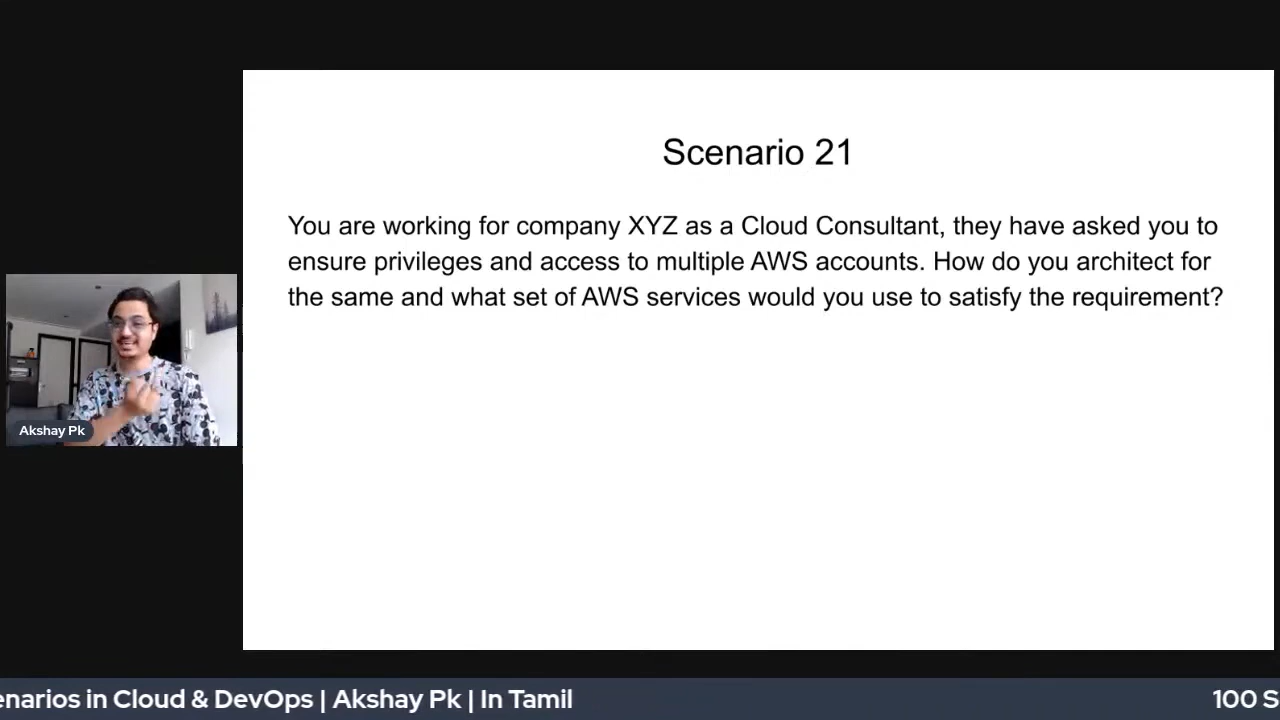 Scenario 21
You are working for company XYZ as a Cloud Consultant, they have asked you to
ensure privileges and access to multiple AWS accounts. How do you architect for
the same and what set of AWS services would you use to satisfy the requirement?
Akshay Pk
enarios in Cloud & DevOps | Akshay Pk | In Tamil
100 S